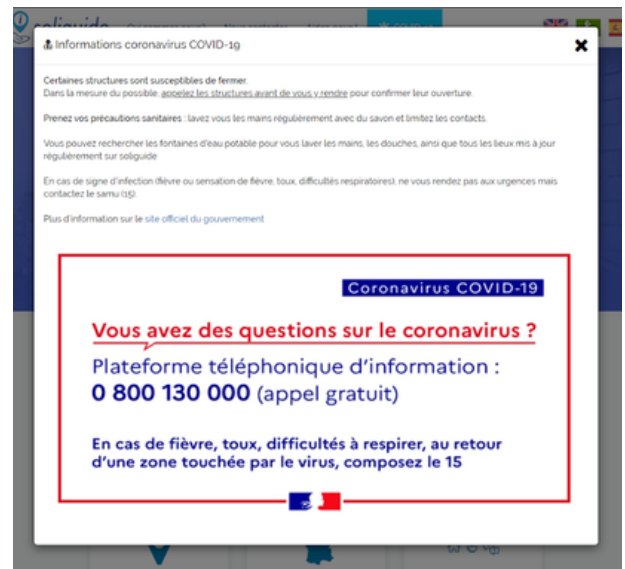 soliguide
Informations coronavirus COVID-19
Certaines structures sont susceptibles de fermer.
Dans la mesure du possible, appelez les structures avant de vous y rendre pour confirmer leur ouverture.
Prenez vos précautions sanitaires : lavez vous les mains régulièrement avec du savon et limitez les contacts.
Vous pouvez rechercher les fontaines d'eau potable pour vous laver les mains, les douches, ainsi que tous les lieux mis à jour
régulièrement sur soliguide
En cas de signe d'infection (fièvre ou sensation de fièvre, toux, difficultés respiratoires), ne vous rendez pas aux urgences mais
contactez le samu (15).
Plus d'information sur le site officiel du gouvernement
Coronavirus COVID-19
Vous avez des questions sur le coronavirus ?
Plateforme téléphonique d'information :
0 800 130 000 (appel gratuit)
En cas de fièvre, toux, difficultés à respirer, au retour
d'une zone touchée par le virus, composez le 15